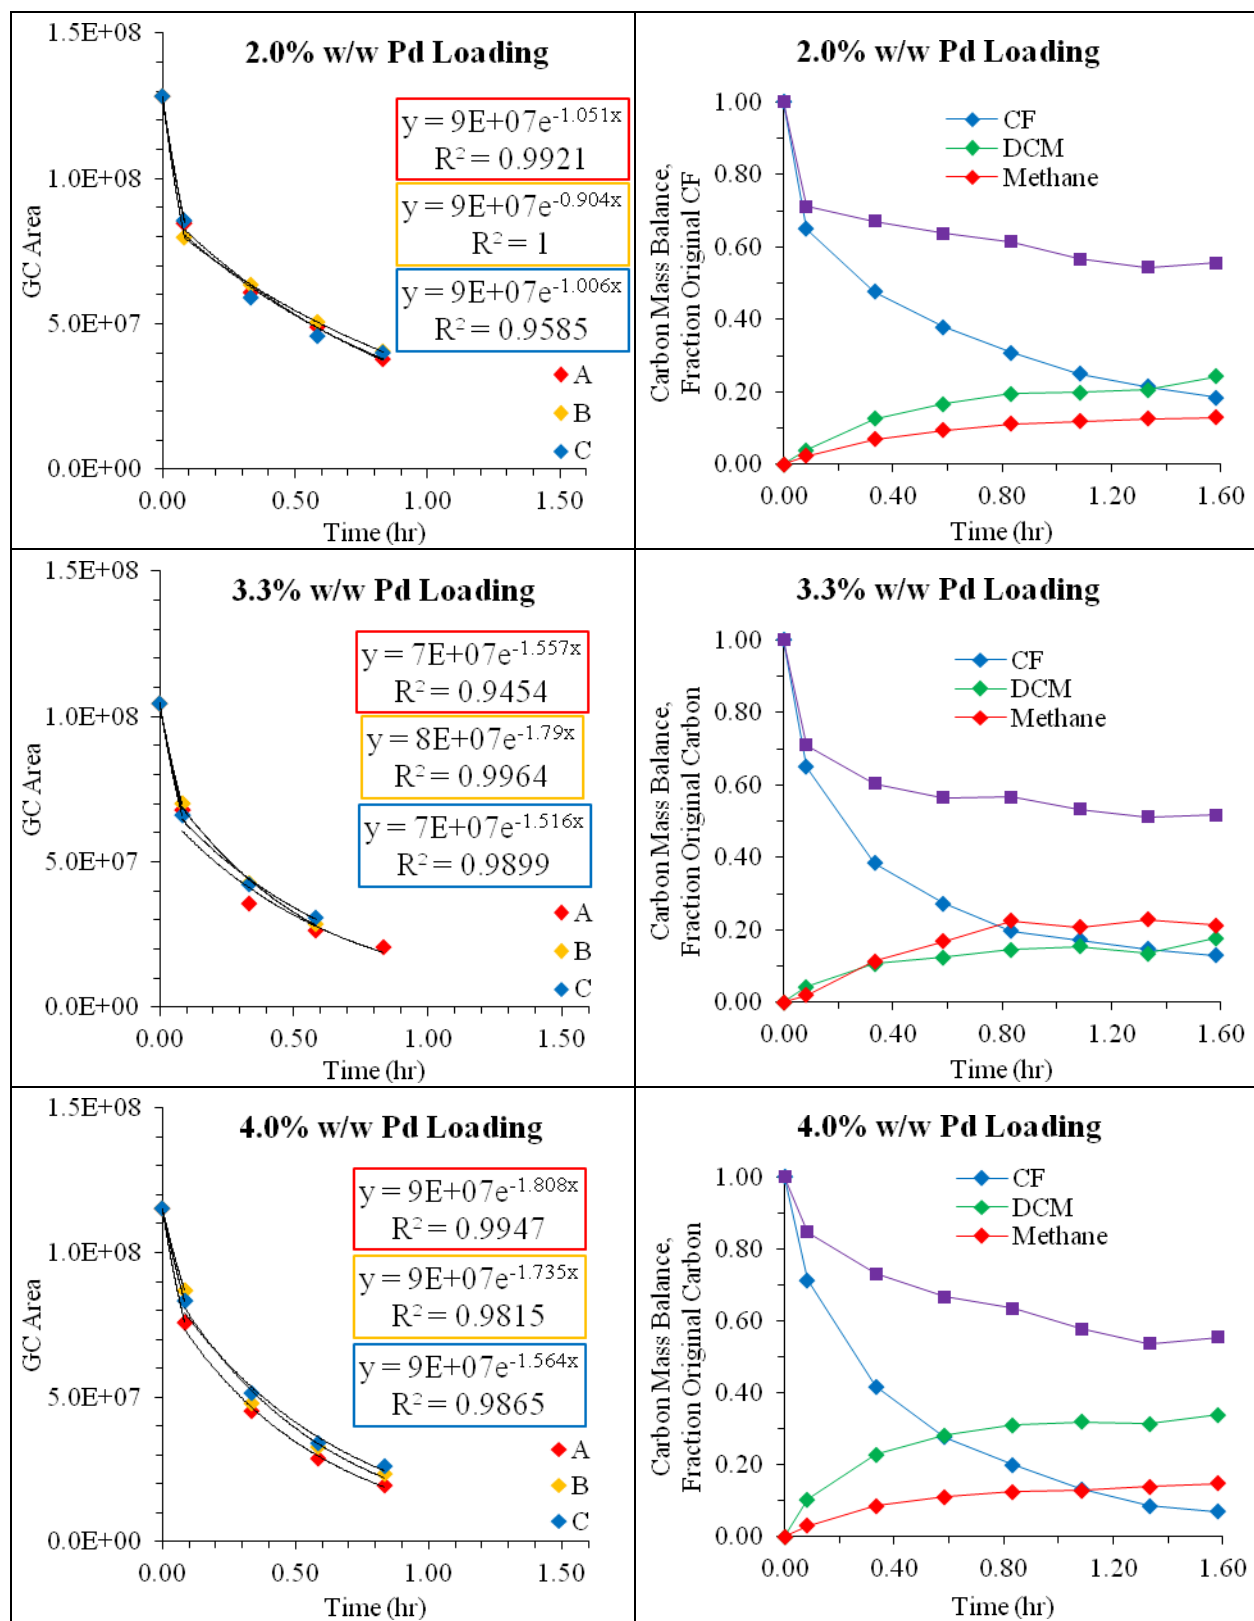 2.0% w/w Pd Loading
1.5E+08
1.0E+08
5.0E+07
0.0E+00
GC Area
y = 9E+07e^-1.051x
R² = 0.9921
y = 9E+07e^-0.904x
R² = 1
y = 9E+07e^-1.006x
R² = 0.9585
A
B
C
0.00 0.50 1.00 1.50
Time (hr)
2.0% w/w Pd Loading
1.00
0.80
0.60
0.40
0.20
0.00
Carbon Mass Balance,
Fraction Original CF
CF
DCM
Methane
0.00 0.40 0.80 1.20 1.60
Time (hr)
3.3% w/w Pd Loading
1.5E+08
1.0E+08
5.0E+07
0.0E+00
GC Area
y = 7E+07e^-1.557x
R² = 0.9454
y = 8E+07e^-1.79x
R² = 0.9964
y = 7E+07e^-1.516x
R² = 0.9899
A
B
C
0.00 0.50 1.00 1.50
Time (hr)
3.3% w/w Pd Loading
1.00
0.80
0.60
0.40
0.20
0.00
Carbon Mass Balance,
Fraction Original Carbon
CF
DCM
Methane
0.00 0.40 0.80 1.20 1.60
Time (hr)
4.0% w/w Pd Loading
1.5E+08
1.0E+08
5.0E+07
0.0E+00
GC Area
y = 9E+07e^-1.808x
R² = 0.9947
y = 9E+07e^-1.735x
R² = 0.9815
y = 9E+07e^-1.564x
R² = 0.9865
A
B
C
0.00 0.50 1.00 1.50
Time (hr)
4.0% w/w Pd Loading
1.00
0.80
0.60
0.40
0.20
0.00
Carbon Mass Balance,
Fraction Original Carbon
CF
DCM
Methane
0.00 0.40 0.80 1.20 1.60
Time (hr)